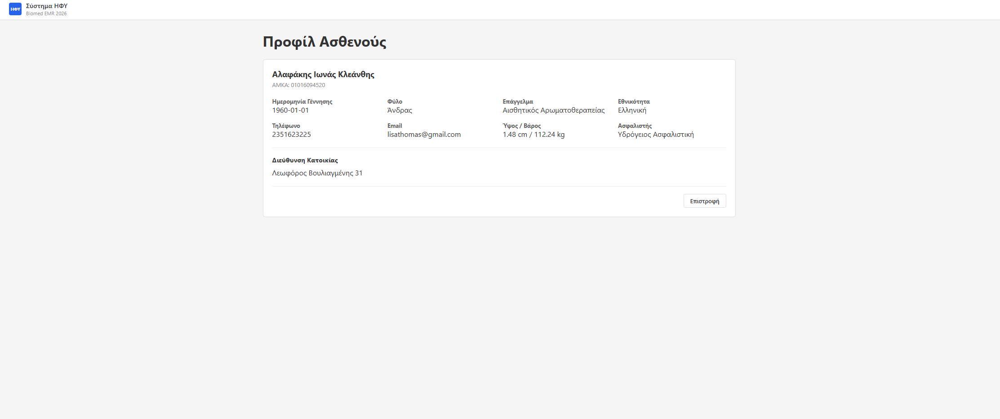 ΗΦΥ
Σύστημα ΗΦΥ
Biomed EMR 2026
Προφίλ Ασθενούς
Αλαφάκης Ιωνάς Κλεάνθης
ΑΜΚΑ: 01016094520
Ημερομηνία Γέννησης
1960-01-01
Φύλο
Άνδρας
Επάγγελμα
Αισθητικός Αρωματοθεραπείας
Εθνικότητα
Ελληνική
Τηλέφωνο
2351623225
Email
lisathomas@gmail.com
Ύψος / Βάρος
1.48 cm / 112.24 kg
Ασφαλιστής
Υδρόγειος Ασφαλιστική
Διεύθυνση Κατοικίας
Λεωφόρος Βουλιαγμένης 31
Επιστροφή